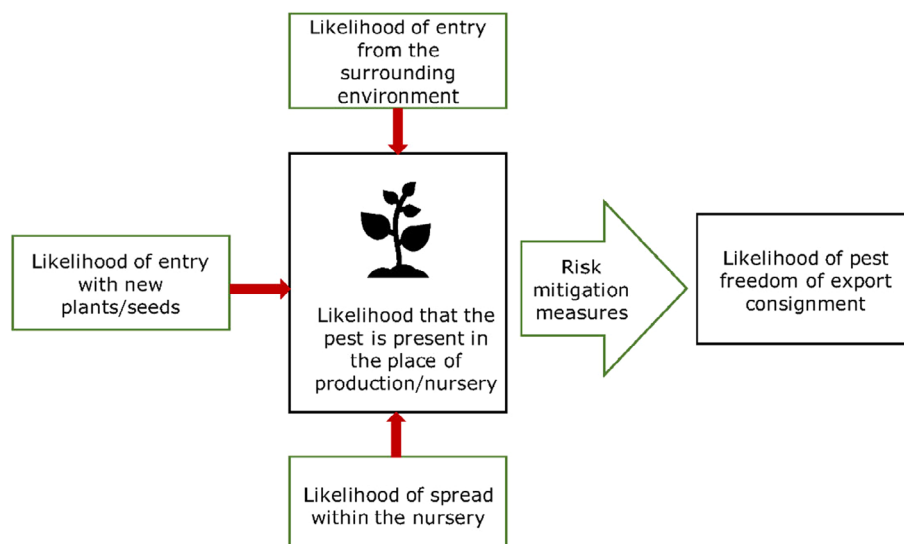 Likelihood of entry
from the
surrounding
environment
Likelihood of entry
with new
plants/seeds
Likelihood that the
pest is present in
the place of
production/nursery
Risk
mitigation
measures
Likelihood of pest
freedom of export
consignment
Likelihood of spread
within the nursery